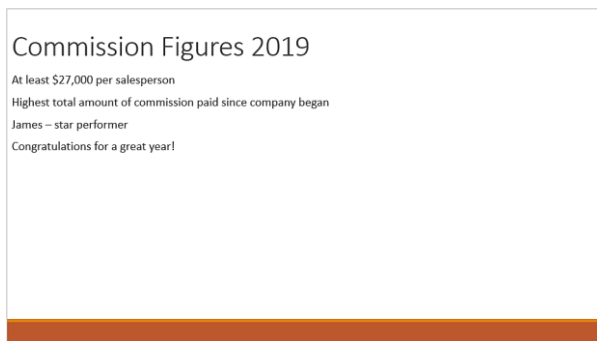 Commission Figures 2019
At least $27,000 per salesperson
Highest total amount of commission paid since company began
James – star performer
Congratulations for a great year!